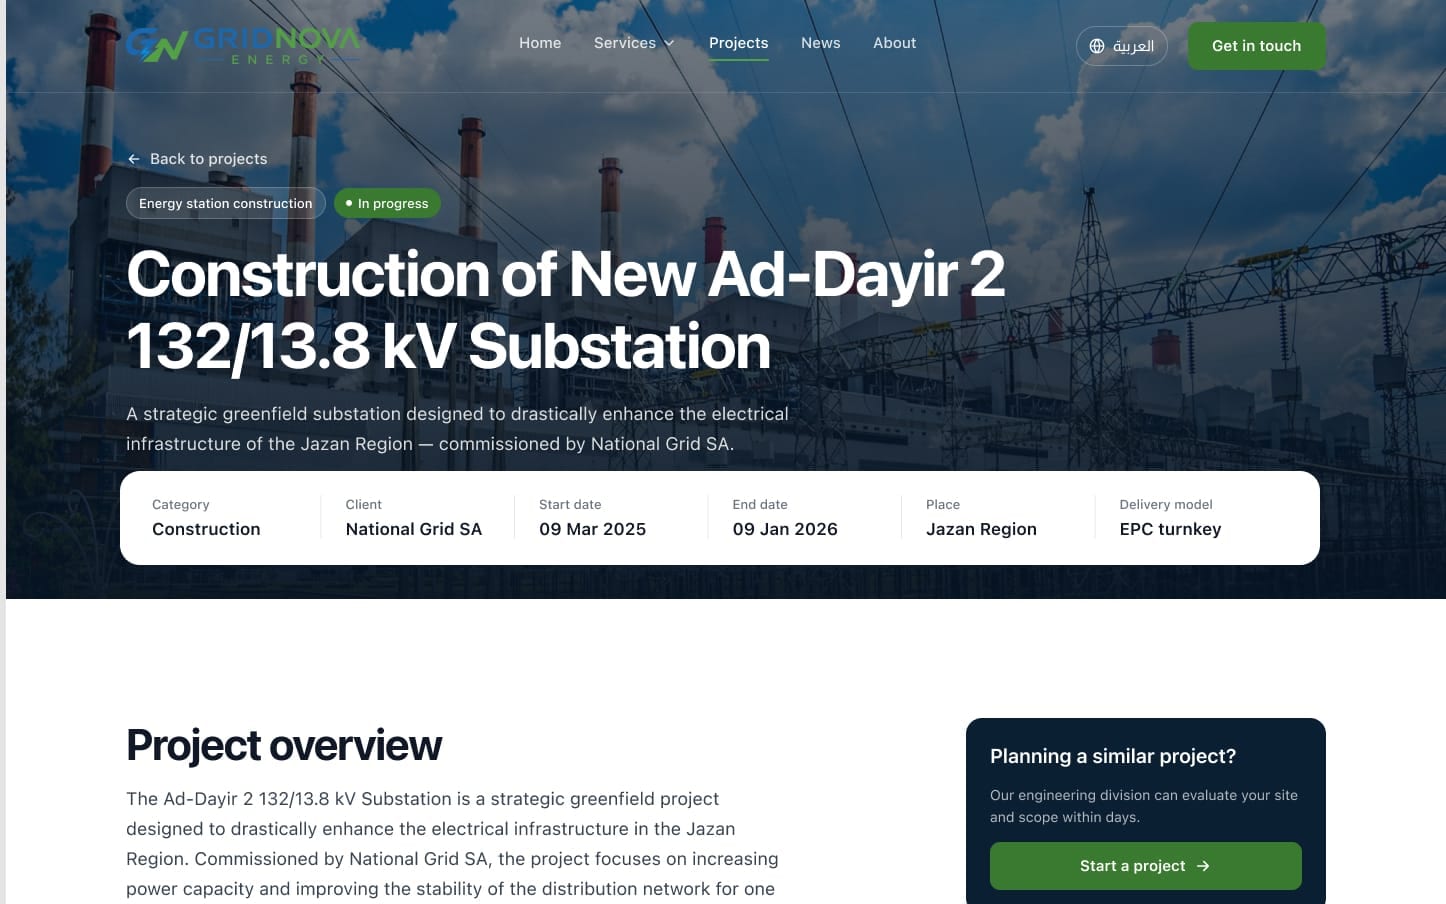 GRIDNOVA
ENERGY
Home
Services
Projects
News
About
العربية
Get in touch
Back to projects
Energy station construction
In progress
Construction of New Ad-Dayir 2
132/13.8 kV Substation
A strategic greenfield substation designed to drastically enhance the electrical
infrastructure of the Jazan Region — commissioned by National Grid SA.
Category
Construction
Client
National Grid SA
Start date
09 Mar 2025
End date
09 Jan 2026
Place
Jazan Region
Delivery model
EPC turnkey
Project overview
The Ad-Dayir 2 132/13.8 kV Substation is a strategic greenfield project
designed to drastically enhance the electrical infrastructure in the Jazan
Region. Commissioned by National Grid SA, the project focuses on increasing
power capacity and improving the stability of the distribution network for one
Planning a similar project?
Our engineering division can evaluate your site
and scope within days.
Start a project